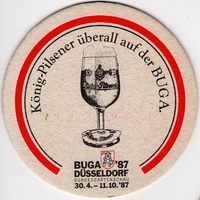 König-Pilsener überall auf der BUGA.
BUGA '87
DÜSSELDORF
BUNDESGARTENSCHAU
30. 4. – 11. 10. '87